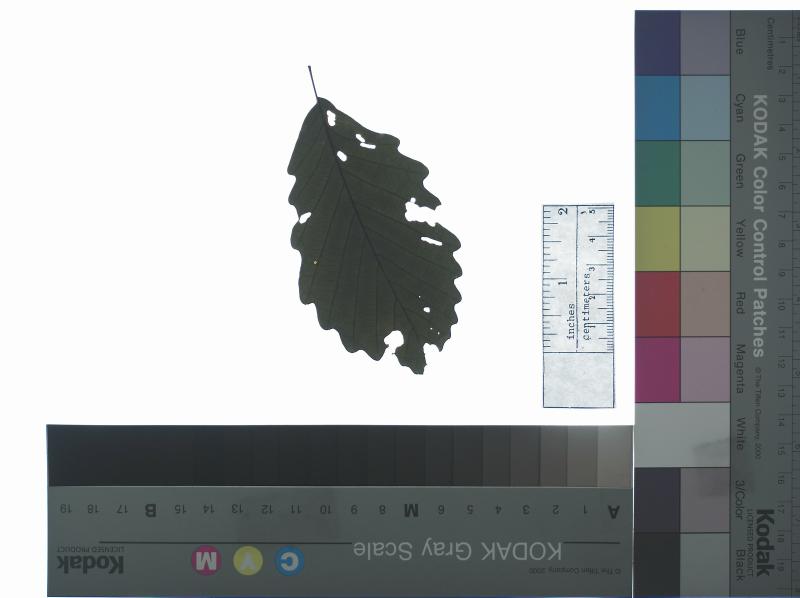 Centimetres
KODAK Color Control Patches
© The Tiffen Company, 2000
Kodak
LICENSED PRODUCT
Blue
Cyan
Green
Yellow
Red
Magenta
White
3/Color
Black
1 2 3 4 5 6 7 8 9 10 11 12 13 14 15 16 17 18 19
inches 1 2
centimeters 1 2 3 4 5
A 1 2 3 4 5 6 M 8 9 10 11 12 13 14 15 B 17 18 19
© The Tiffen Company, 2000
KODAK Gray Scale
C Y M
Kodak
LICENSED PRODUCT